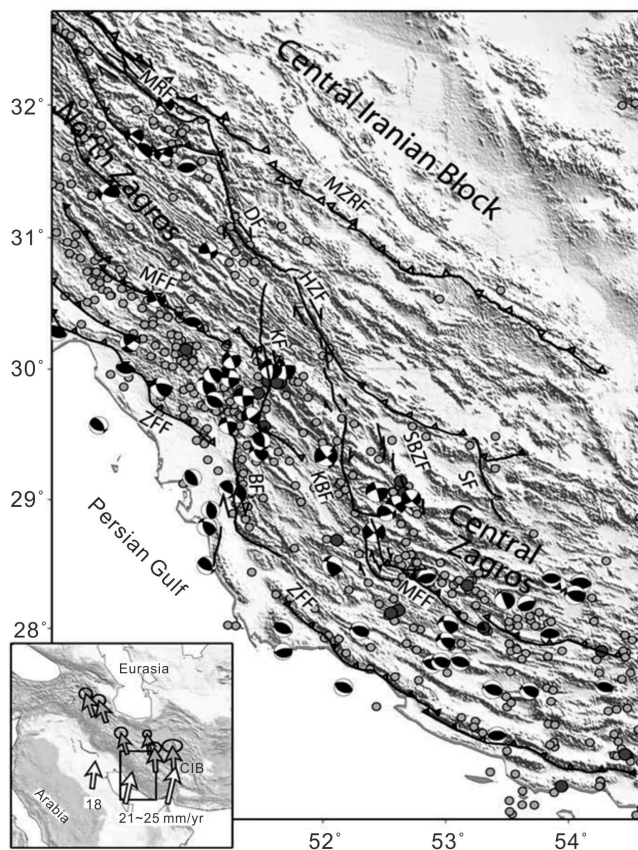 32°
31°
30°
29°
28°
52°
53°
54°
Central Iranian Block
North Zagros
Central
Zagros
Persian Gulf
MRF
MZRF
DF
HZF
MFF
KF
ZFF
BF
KBF
SBZF
SF
MFF
ZFF
Eurasia
CIB
Arabia
18
21~25 mm/yr